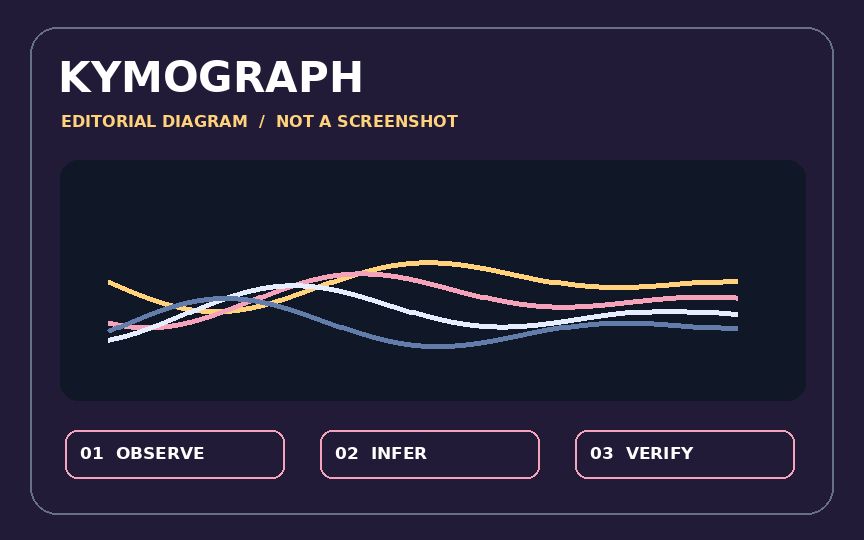 KYMOGRAPH
EDITORIAL DIAGRAM / NOT A SCREENSHOT
01 OBSERVE
02 INFER
03 VERIFY